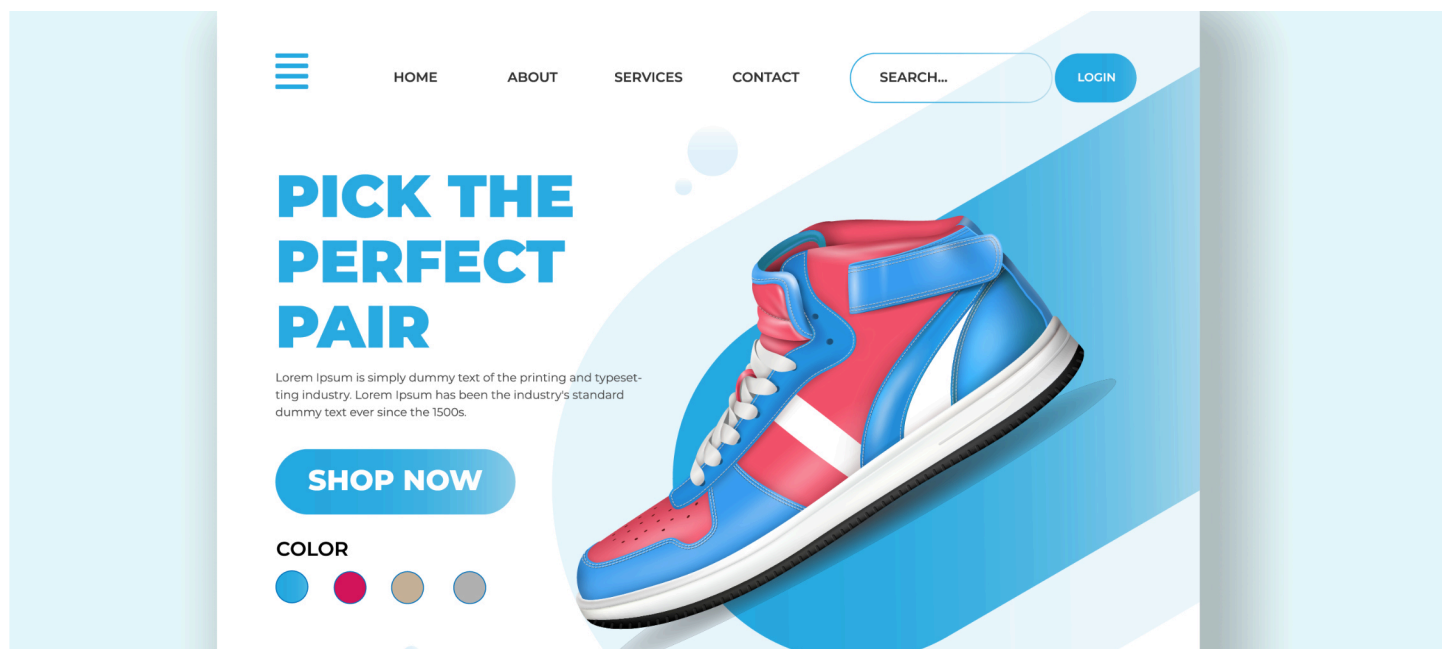 HOME ABOUT SERVICES CONTACT SEARCH... LOGIN
PICK THE
PERFECT
PAIR
Lorem Ipsum is simply dummy text of the printing and typeset-
ting industry. Lorem Ipsum has been the industry's standard
dummy text ever since the 1500s.
SHOP NOW
COLOR